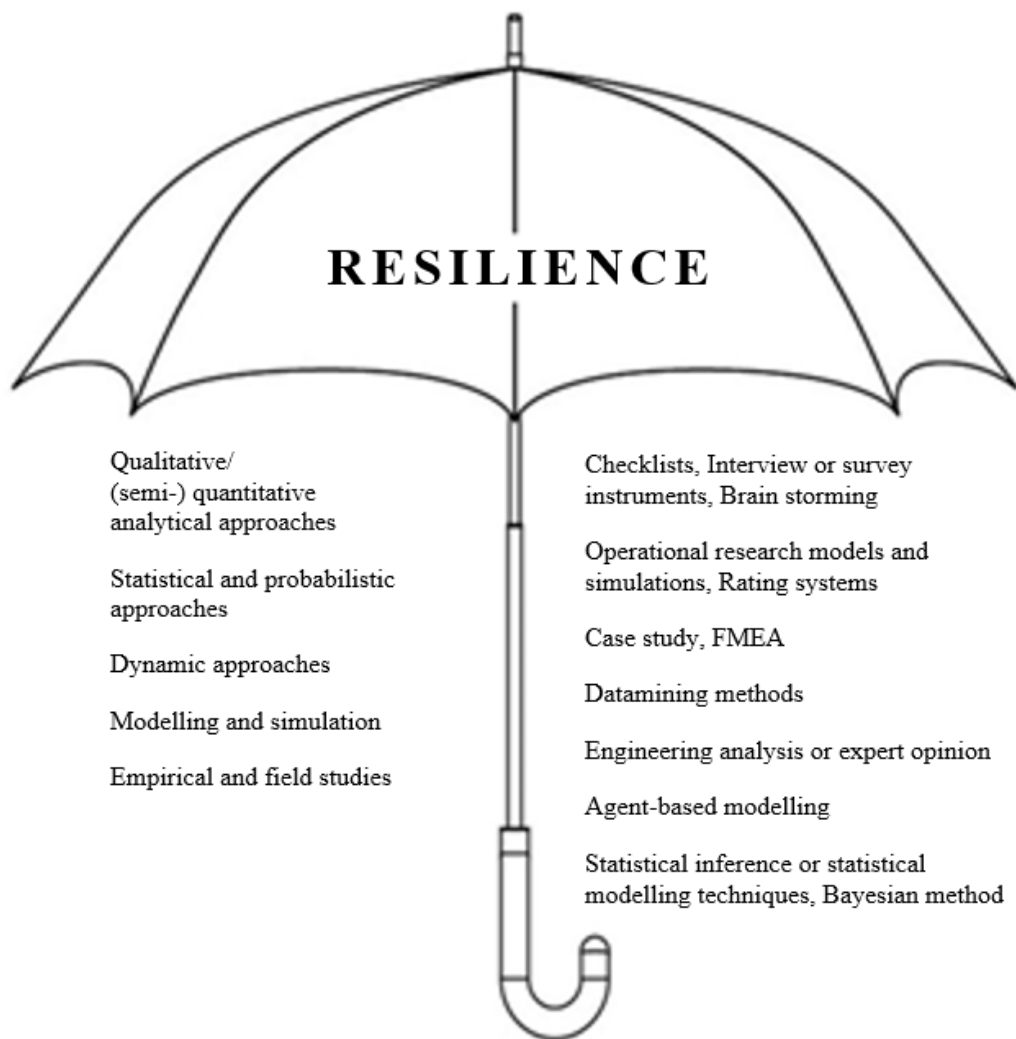 RESILIENCE
Qualitative/
(semi-) quantitative
analytical approaches
Statistical and probabilistic
approaches
Dynamic approaches
Modelling and simulation
Empirical and field studies
Checklists, Interview or survey
instruments, Brain storming
Operational research models and
simulations, Rating systems
Case study, FMEA
Datamining methods
Engineering analysis or expert opinion
Agent-based modelling
Statistical inference or statistical
modelling techniques, Bayesian method